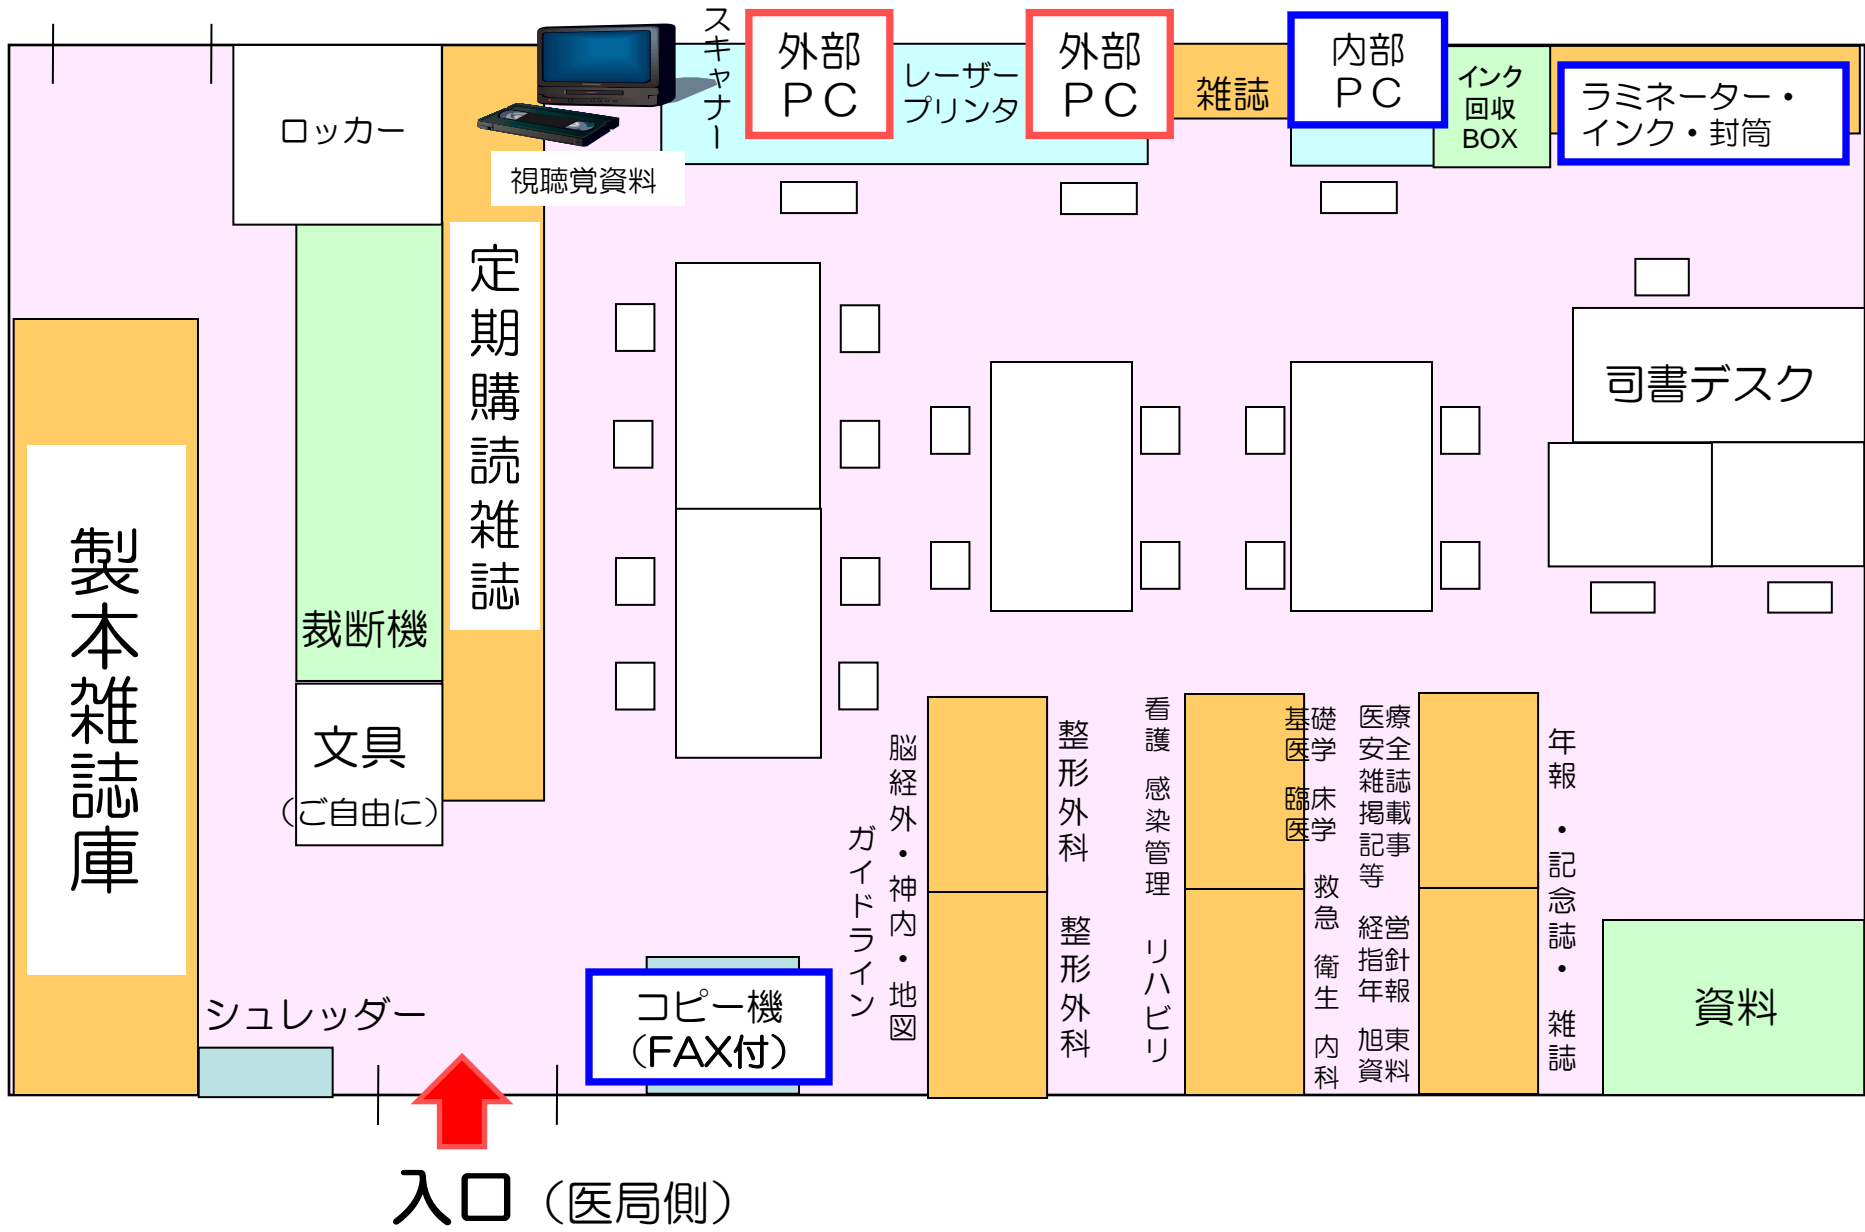 スキャナー
外部
ＰＣ
レーザー
プリンタ
外部
ＰＣ
雑誌
内部
ＰＣ
インク
回収
BOX
ラミネーター・
インク・封筒
ロッカー
視聴覚資料
定期購読雑誌
司書デスク
製本雑誌庫
裁断機
文具
（ご自由に）
ガイドライン
脳経外・神内・地図
整形外科
整形外科
看護 感染管理 リハビリ
基礎医学
臨床医学
救急 衛生 内科
医療安全雑誌掲載記事等
経営指針年報
旭東資料
年報・記念誌・雑誌
資料
シュレッダー
コピー機
（FAX付）
入口（医局側）